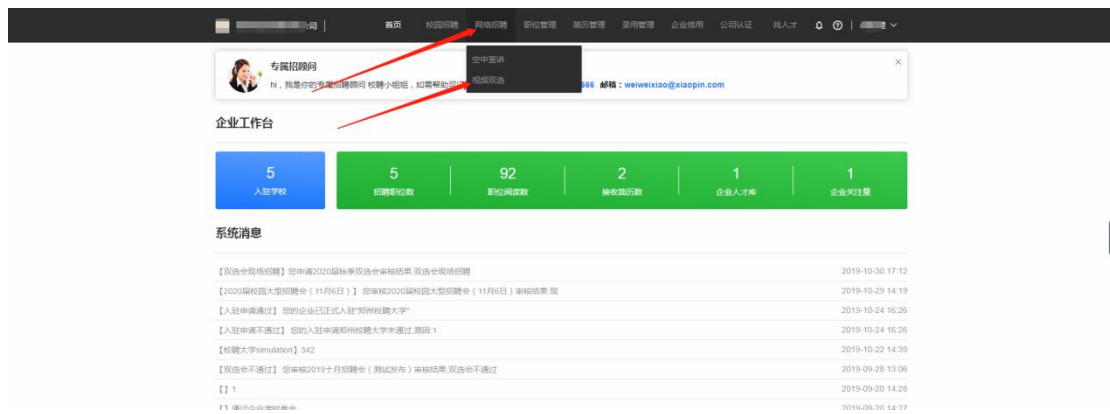 司 | 首页 校园招聘 网络招聘 职位管理 简历管理 录用管理 企业信用 公司认证 找人才
空中宣讲
视频双选
专属招顾问
hi，我是你的专属招聘顾问 校聘小姐姐，如需帮助可 666 邮箱：weiweixiao@xiaopin.com
企业工作台
5 5 92 2 1 1
入驻学校 招聘职位数 职位阅读数 接收简历数 企业人才库 企业关注量
系统消息
【双选会现场招聘】您申请2020届秋季双选会审核结果:双选会现场招聘 2019-10-30 17:12
【2020届校园大型招聘会（11月6日）】 您审核2020届校园大型招聘会（11月6日）审核结果:现 2019-10-29 14:19
【入驻申请通过】 您的企业已正式入驻"郑州校聘大学" 2019-10-24 16:26
【入驻申请不通过】 您的入驻申请郑州校聘大学未通过,原因:1 2019-10-24 16:26
【校聘大学simulation】342 2019-10-22 14:39
【双选会不通过】 您审核2019十月招聘会（测试发布）审核结果:双选会不通过 2019-09-28 13:06
【】1 2019-09-20 14:28
【】通过企业准时参会 2019-09-20 14:27